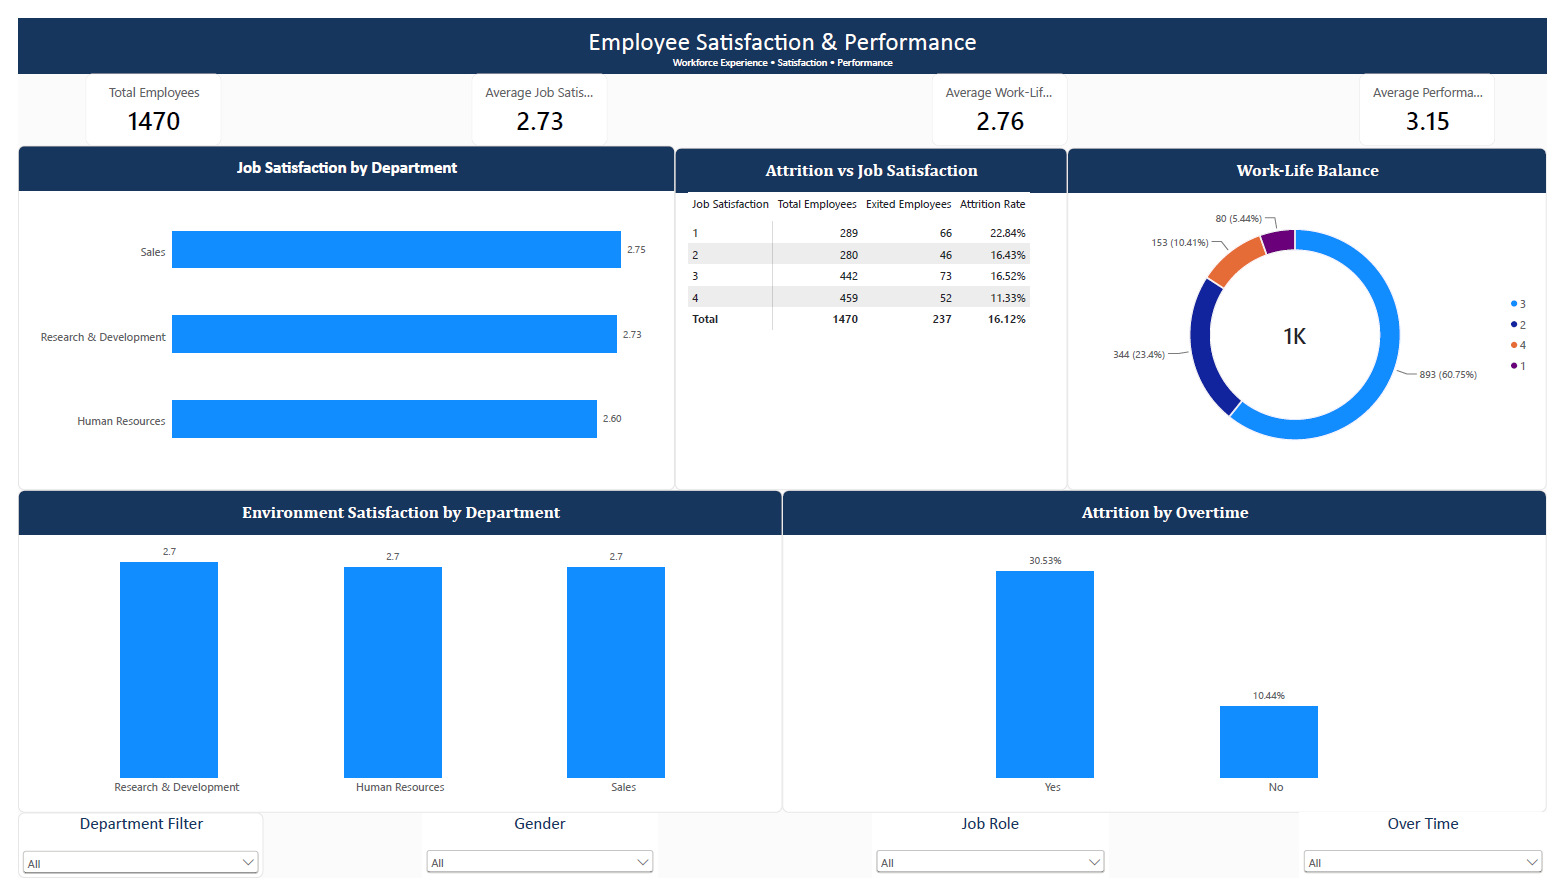 Employee Satisfaction & Performance
Workforce Experience • Satisfaction • Performance
Total Employees
1470
Average Job Satis...
2.73
Average Work-Lif...
2.76
Average Performa...
3.15
Job Satisfaction by Department
Sales
2.75
Research & Development
2.73
Human Resources
2.60
Attrition vs Job Satisfaction
Job Satisfaction Total Employees Exited Employees Attrition Rate
1 289 66 22.84%
2 280 46 16.43%
3 442 73 16.52%
4 459 52 11.33%
Total 1470 237 16.12%
Work-Life Balance
80 (5.44%)
153 (10.41%)
344 (23.4%)
893 (60.75%)
1K
3
2
4
1
Environment Satisfaction by Department
2.7
2.7
2.7
Research & Development
Human Resources
Sales
Attrition by Overtime
30.53%
10.44%
Yes
No
Department Filter
All
Gender
All
Job Role
All
Over Time
All